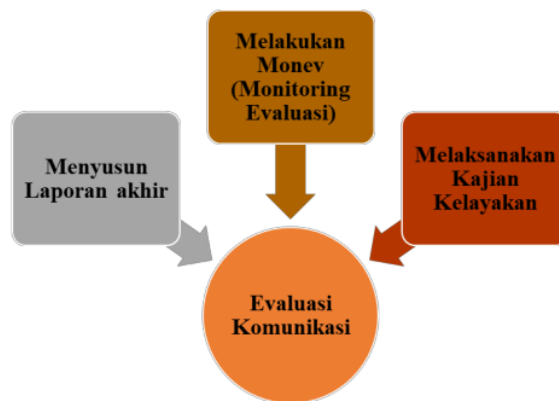 Melakukan
Monev
(Monitoring
Evaluasi)
Menyusun
Laporan akhir
Melaksanakan
Kajian
Kelayakan
Evaluasi
Komunikasi